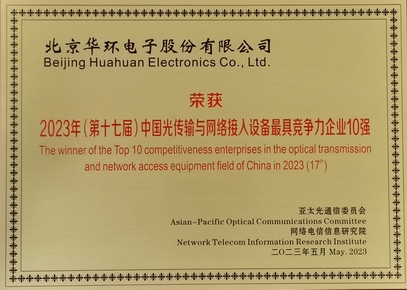 北京华环电子股份有限公司
Beijing Huahuan Electronics Co., Ltd.
荣获
2023年(第十七届)中国光传输与网络接入设备最具竞争力企业10强
The winner of the Top 10 competitiveness enterprises in the optical transmission
and network access equipment field of China in 2023 (17th)
亚太光通信委员会
Asian-Pacific Optical Communications Committee
网络电信信息研究院
Network Telecom Information Research Institute
二〇二三年五月 May. 2023